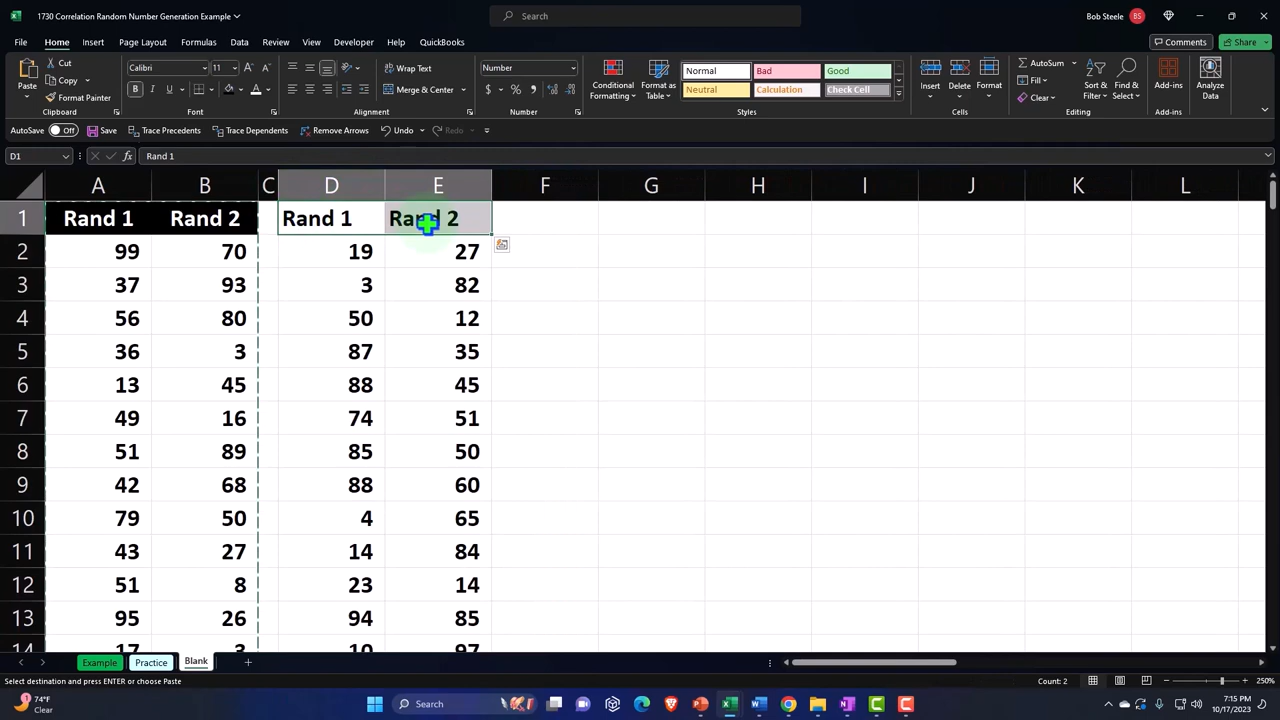 1730 Correlation Random Number Generation Example
Search
Bob Steele BS
File Home Insert Page Layout Formulas Data Review View Developer Help QuickBooks
Comments Share
Paste
Cut
Copy
Format Painter
Clipboard
Calibri 11
Font
Wrap Text
Merge & Center
Alignment
Number
Number
Conditional Formatting
Format as Table
Normal Bad Good
Neutral Calculation Check Cell
Styles
Insert Delete Format
Cells
AutoSum
Fill
Clear
Sort & Filter
Find & Select
Editing
Add-ins
Add-ins
Analyze Data
AutoSave Off Save Trace Precedents Trace Dependents Remove Arrows Undo Redo
D1 fx Rand 1
A B C D E F G H I J K L
1 Rand 1 Rand 2 Rand 1 Rand 2
2 99 70 19 27
3 37 93 3 82
4 56 80 50 12
5 36 3 87 35
6 13 45 88 45
7 49 16 74 51
8 51 89 85 50
9 42 68 88 60
10 79 50 4 65
11 43 27 14 84
12 51 8 23 14
13 95 26 94 85
14 17 3 10 97
Example Practice Blank
Select destination and press ENTER or choose Paste
Count: 2
250%
74°F
Clear
Search
7:15 PM
10/17/2023